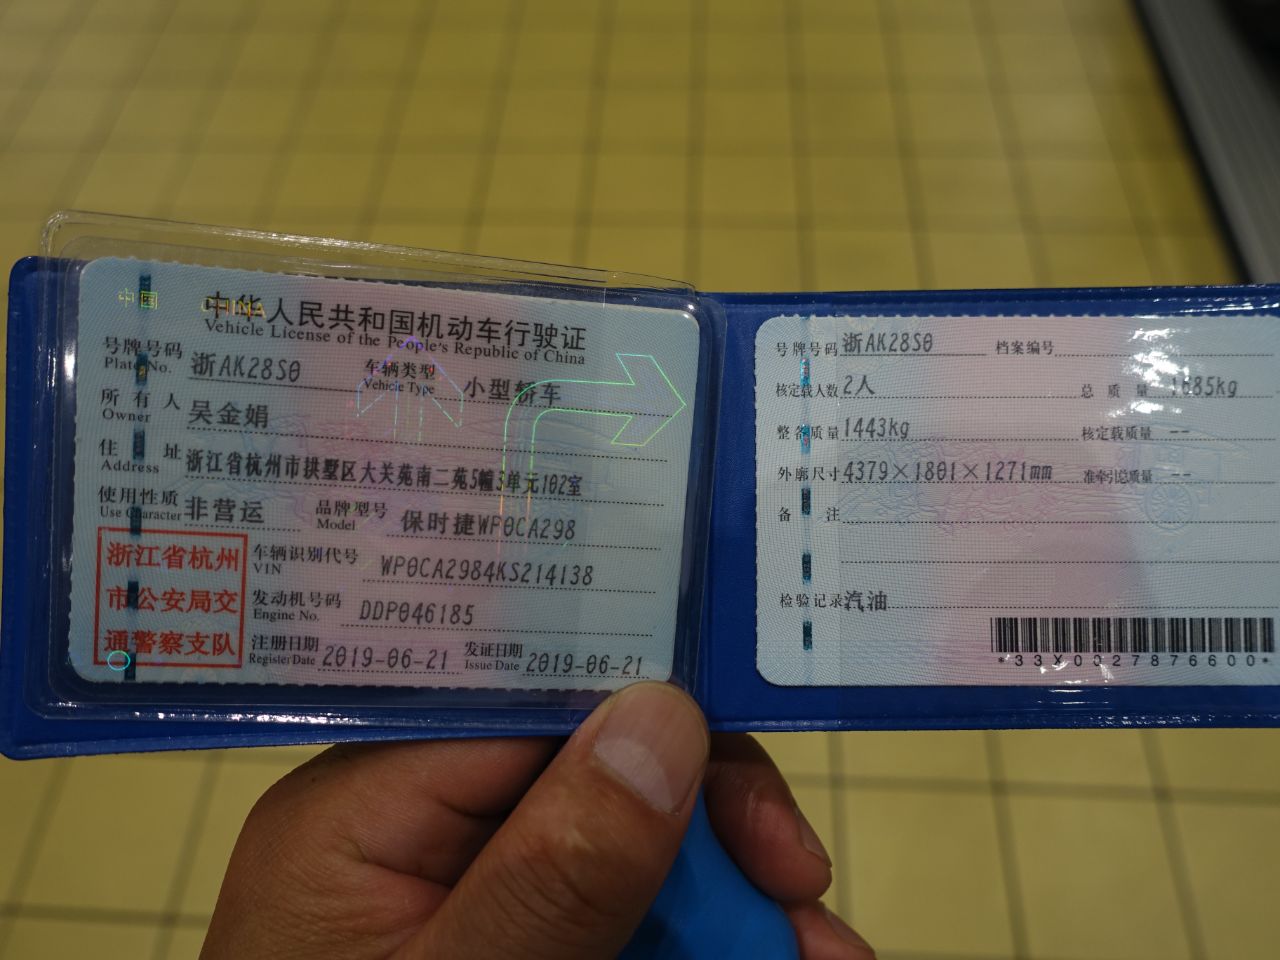 中国 CHINA
中华人民共和国机动车行驶证
Vehicle License of the People's Republic of China
号牌号码 浙AK28S0 车辆类型 小型轿车
Plate No. Vehicle Type
所有人 吴金娟
Owner
住址 浙江省杭州市拱墅区大关苑南二苑5幢3单元102室
Address
使用性质 非营运 品牌型号 保时捷WP0CA298
Use Character Model
浙江省杭州
市公安局交
通警察支队
车辆识别代号 WP0CA2984KS214138
VIN
发动机号码 DDP046185
Engine No.
注册日期 2019-06-21 发证日期 2019-06-21
Register Date Issue Date
号牌号码 浙AK28S0 档案编号
核定载人数 2人 总质量 1685kg
整备质量 1443kg 核定载质量 --
外廓尺寸 4379×1801×1271mm 准牵引总质量 --
备注
检验记录 汽油
*33X0027876600*